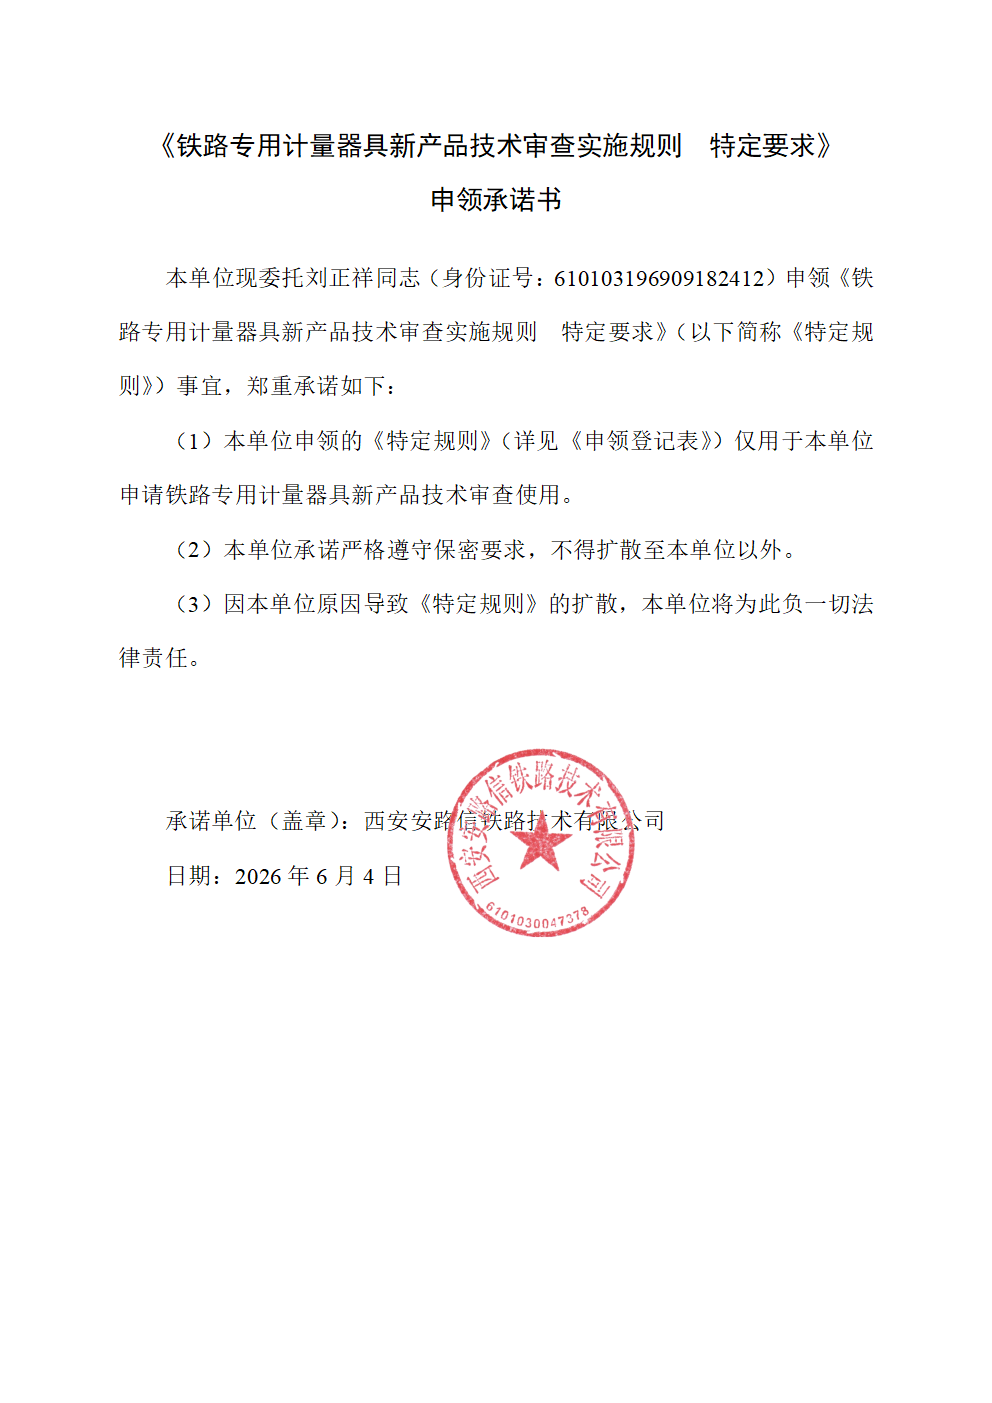 《铁路专用计量器具新产品技术审查实施规则　特定要求》
申领承诺书
本单位现委托刘正祥同志（身份证号：610103196909182412）申领《铁
路专用计量器具新产品技术审查实施规则　特定要求》（以下简称《特定规
则》）事宜，郑重承诺如下：
（1）本单位申领的《特定规则》（详见《申领登记表》）仅用于本单位
申请铁路专用计量器具新产品技术审查使用。
（2）本单位承诺严格遵守保密要求，不得扩散至本单位以外。
（3）因本单位原因导致《特定规则》的扩散，本单位将为此负一切法
律责任。
承诺单位（盖章）：西安安路信铁路技术有限公司
日期：2026 年 6 月 4 日
西安安路信铁路技术有限公司
6101030047378